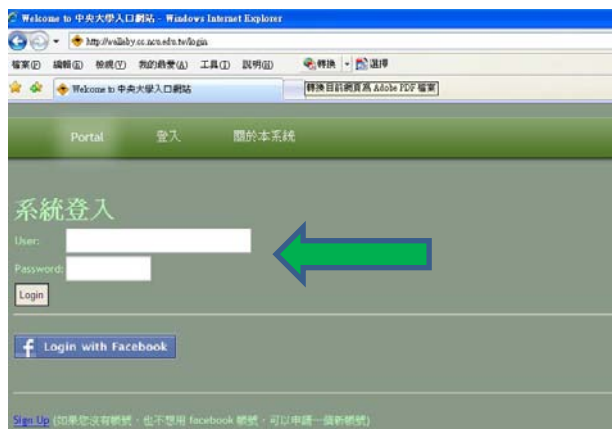 Welcome to 中央大學入口網站 - Windows Internet Explorer
http://wallaby.cc.ncu.edu.tw/login
檔案(F) 編輯(E) 檢視(V) 我的最愛(A) 工具(T) 說明(H) 轉換 選擇
Welcome to 中央大學入口網站 轉換目前網頁為 Adobe PDF 檔案
Portal 登入 關於本系統
系統登入
User:
Password:
Login
f Login with Facebook
Sign Up (如果您沒有帳號，也不想用 facebook 帳號，可以申請一個新帳號)